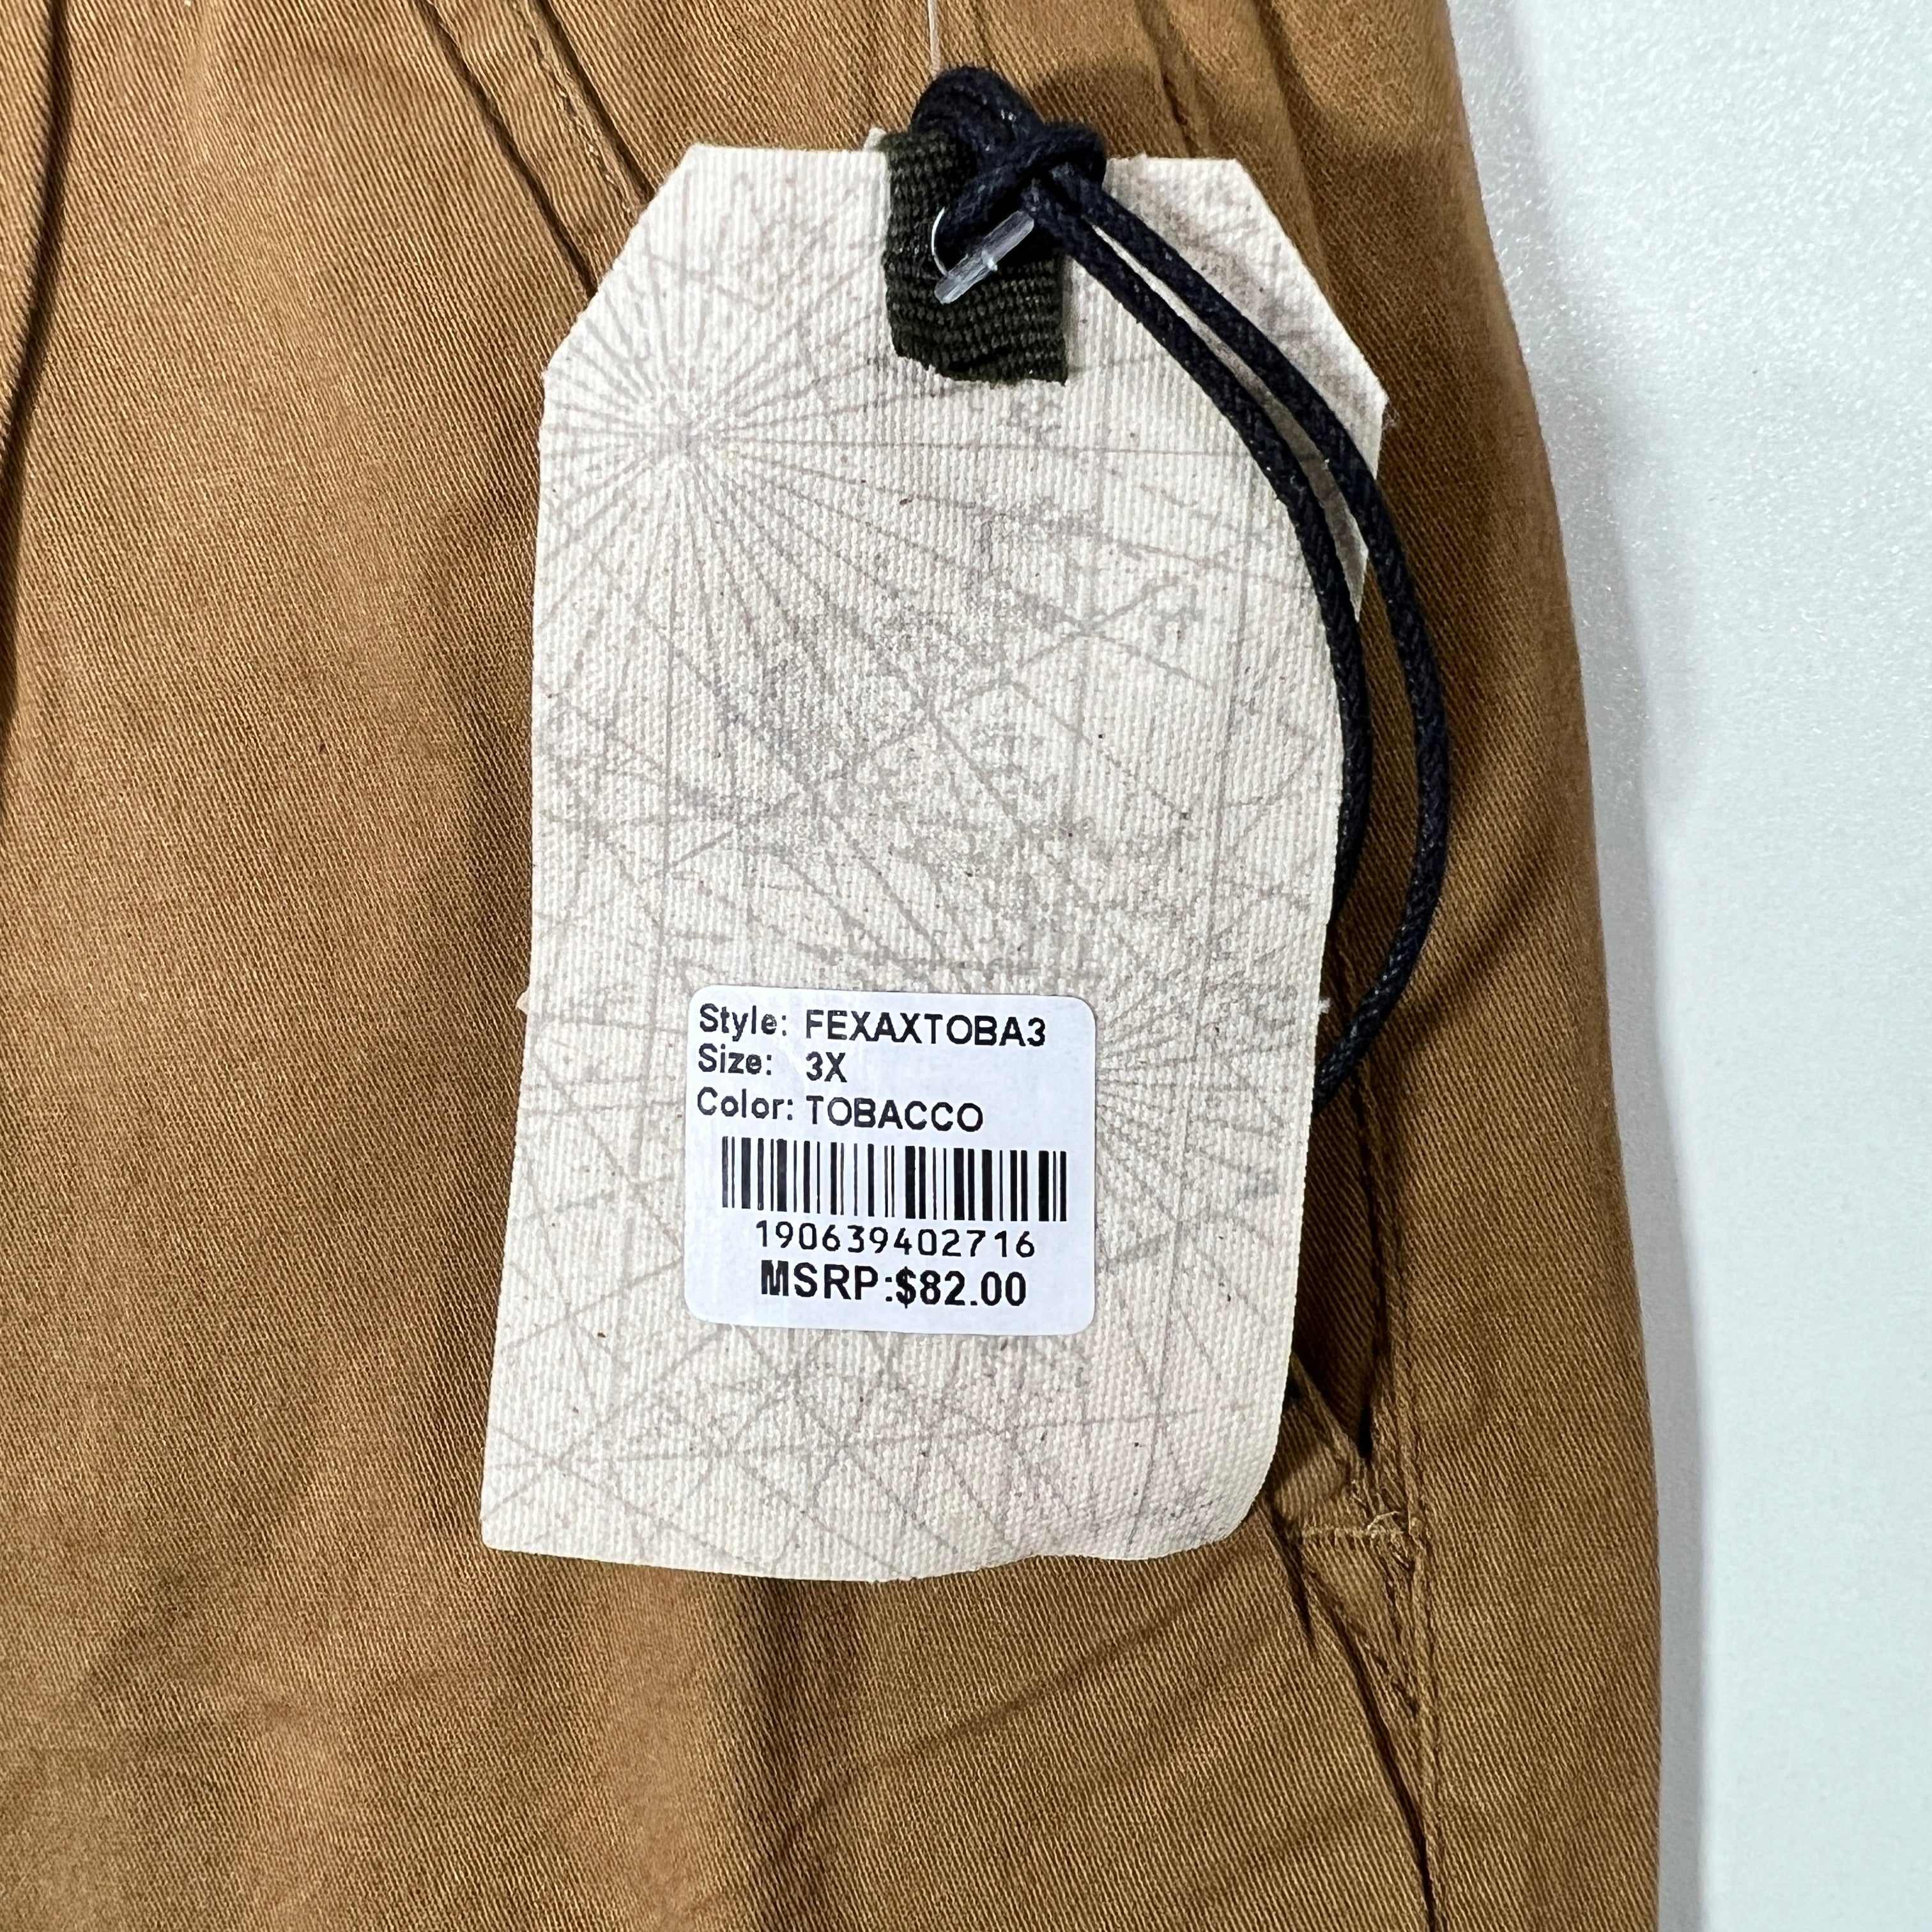 Style: FEXAXTOBA3
Size: 3X
Color: TOBACCO
190639402716
MSRP:$82.00